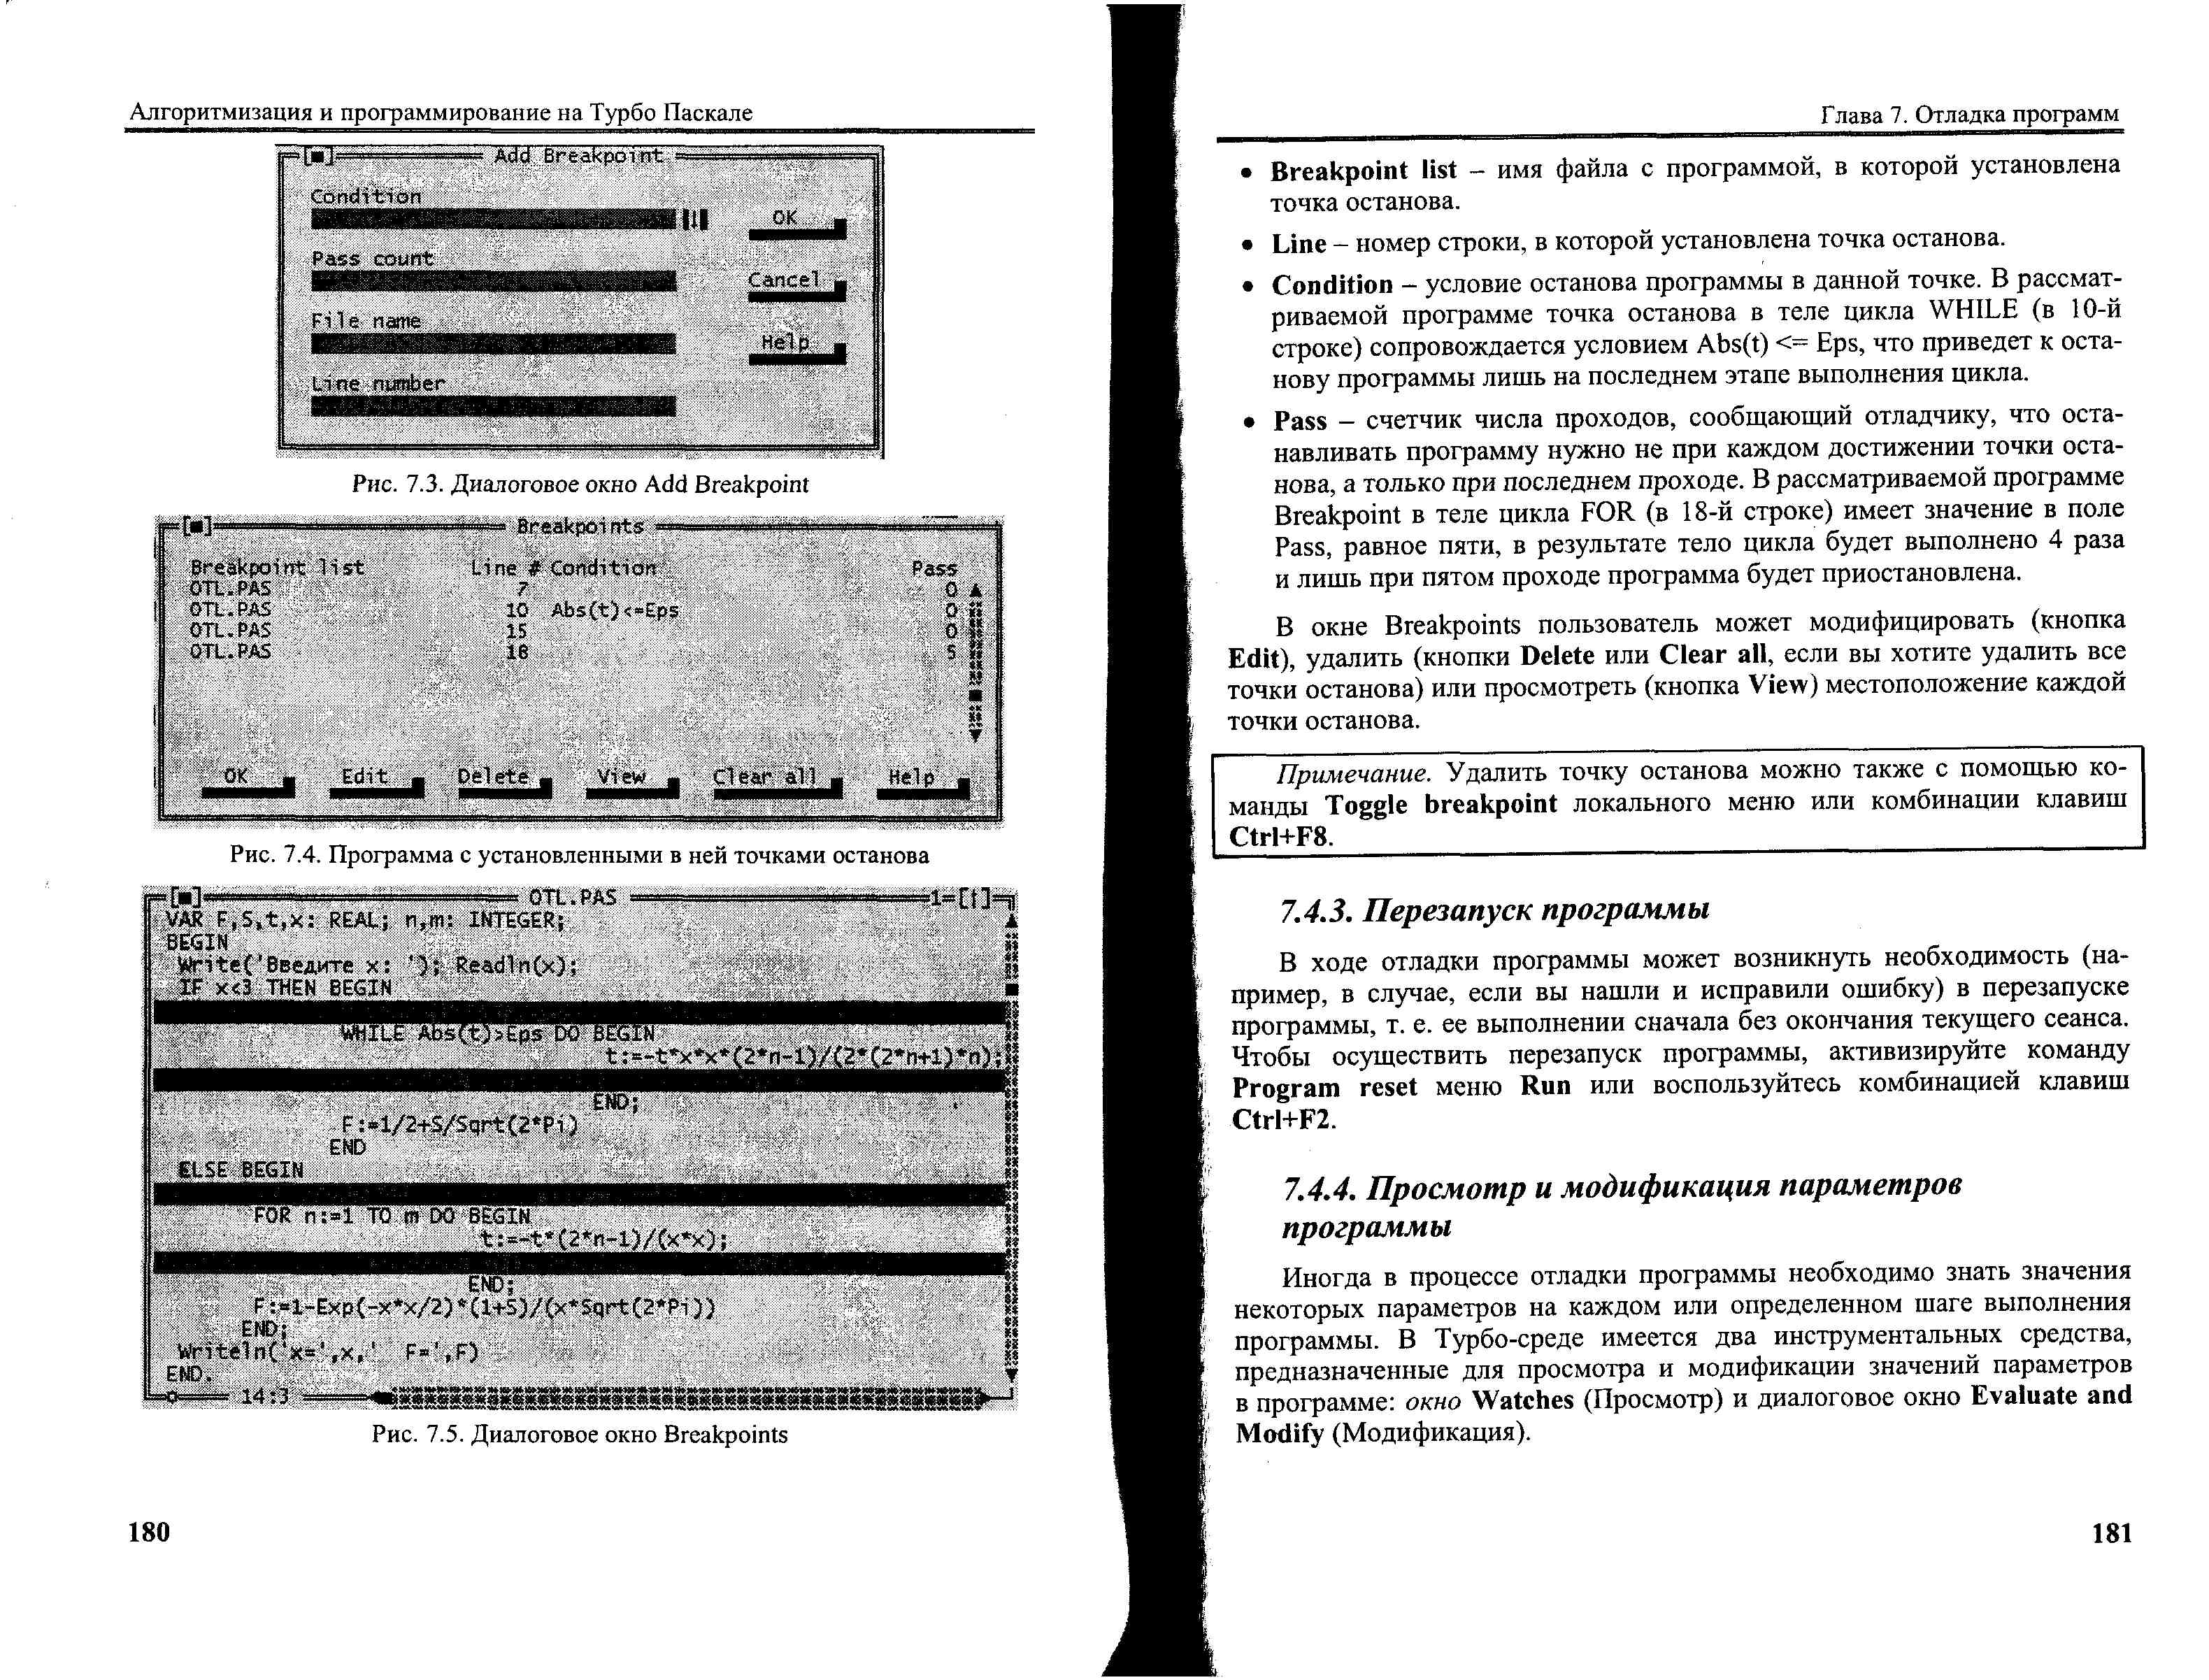 Алгоритмизация и программирование на Турбо Паскале
Add Breakpoint
Condition
OK
Pass count
Cancel
File name
Help
Line number
Рис. 7.3. Диалоговое окно Add Breakpoint
Breakpoints
Breakpoint list Line # Condition Pass
OTL.PAS 7 0
OTL.PAS 10 Abs(t)<=Eps 0
OTL.PAS 15 0
OTL.PAS 18 5
OK Edit Delete View Clear all Help
Рис. 7.4. Программа с установленными в ней точками останова
OTL.PAS 1=[↑]
VAR F,S,t,x: REAL; n,m: INTEGER;
BEGIN
Write('Введите x: '); Readln(x);
IF x<3 THEN BEGIN
WHILE Abs(t)>Eps DO BEGIN
t:=-t*x*x*(2*n-1)/(2*(2*n+1)*n);
END;
F:=1/2+S/Sqrt(2*Pi)
END
ELSE BEGIN
FOR n:=1 TO m DO BEGIN
t:=-t*(2*n-1)/(x*x);
END;
F:=1-Exp(-x*x/2)*(1+S)/(x*Sqrt(2*Pi))
END;
Writeln('x=',x,' F=',F)
END.
14:3
Рис. 7.5. Диалоговое окно Breakpoints
180
Глава 7. Отладка программ
• Breakpoint list – имя файла с программой, в которой установлена
точка останова.
• Line – номер строки, в которой установлена точка останова.
• Condition – условие останова программы в данной точке. В рассмат-
риваемой программе точка останова в теле цикла WHILE (в 10-й
строке) сопровождается условием Abs(t) <= Eps, что приведет к оста-
нову программы лишь на последнем этапе выполнения цикла.
• Pass – счетчик числа проходов, сообщающий отладчику, что оста-
навливать программу нужно не при каждом достижении точки оста-
нова, а только при последнем проходе. В рассматриваемой программе
Breakpoint в теле цикла FOR (в 18-й строке) имеет значение в поле
Pass, равное пяти, в результате тело цикла будет выполнено 4 раза
и лишь при пятом проходе программа будет приостановлена.
В окне Breakpoints пользователь может модифицировать (кнопка
Edit), удалить (кнопки Delete или Clear all, если вы хотите удалить все
точки останова) или просмотреть (кнопка View) местоположение каждой
точки останова.
Примечание. Удалить точку останова можно также с помощью ко-
манды Toggle breakpoint локального меню или комбинации клавиш
Ctrl+F8.
7.4.3. Перезапуск программы
В ходе отладки программы может возникнуть необходимость (на-
пример, в случае, если вы нашли и исправили ошибку) в перезапуске
программы, т. е. ее выполнении сначала без окончания текущего сеанса.
Чтобы осуществить перезапуск программы, активизируйте команду
Program reset меню Run или воспользуйтесь комбинацией клавиш
Ctrl+F2.
7.4.4. Просмотр и модификация параметров
программы
Иногда в процессе отладки программы необходимо знать значения
некоторых параметров на каждом или определенном шаге выполнения
программы. В Турбо-среде имеется два инструментальных средства,
предназначенные для просмотра и модификации значений параметров
в программе: окно Watches (Просмотр) и диалоговое окно Evaluate and
Modify (Модификация).
181